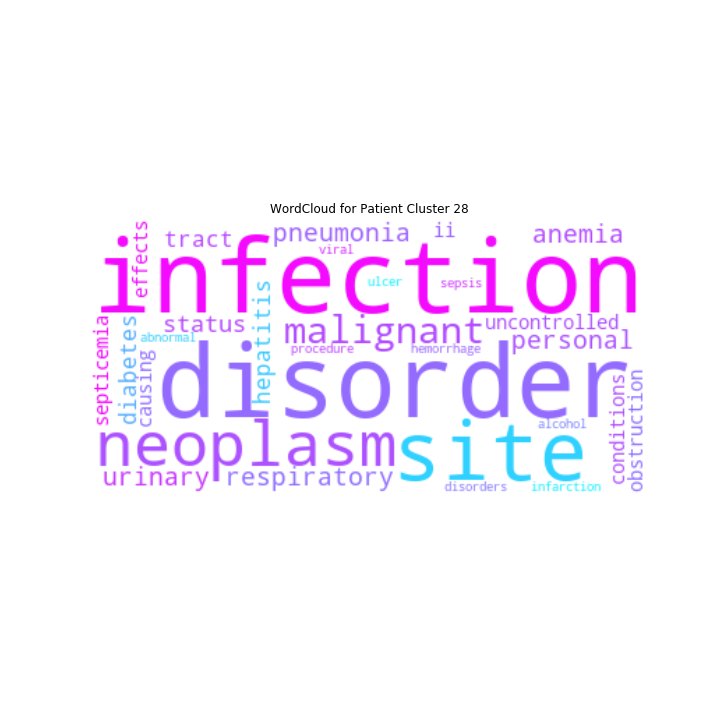 WordCloud for Patient Cluster 28
infection
disorder
site
neoplasm
malignant
pneumonia
ii
anemia
tract
viral
effects
ulcer
sepsis
status
uncontrolled
personal
abnormal
hepatitis
procedure
hemorrhage
septicemia
diabetes
causing
alcohol
conditions
obstruction
urinary
respiratory
disorders
infarction